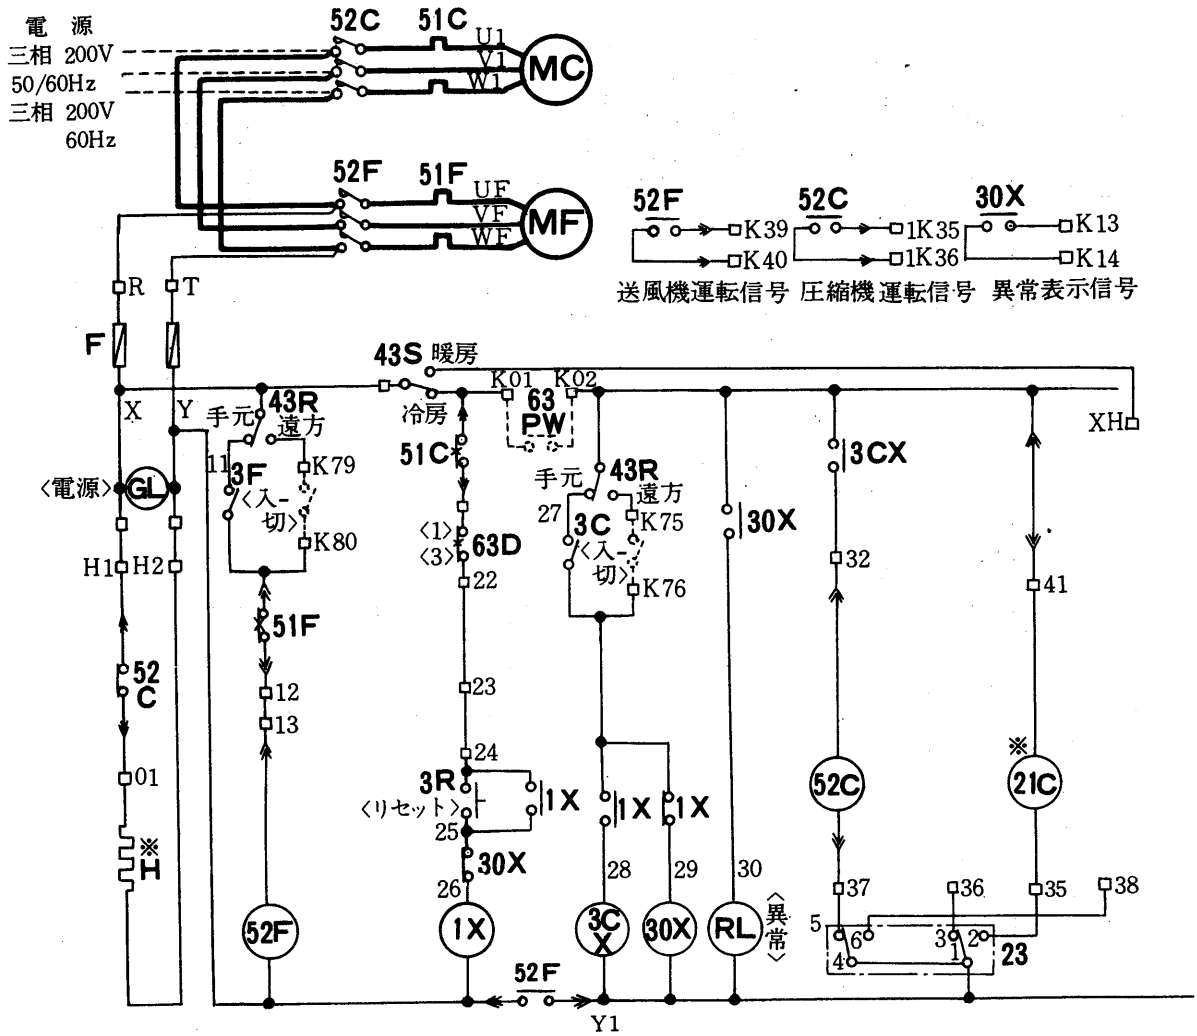 電 源
三相 200V
50/60Hz
三相 200V
60Hz
52C
51C
U1
V1
W1
MC
52F
51F
UF
VF
WF
MF
52F
K39
K40
送風機運転信号
52C
1K35
1K36
圧縮機運転信号
30X
K13
K14
異常表示信号
R
T
F
X
Y
43S 暖房
冷房
K01
K02
63
PW
XH
手元
43R
遠方
11
3F
〈入-
切〉
K79
K80
〈電源〉
GL
H1
H2
51C
〈1〉
〈3〉
63D
22
手元
43R
遠方
27
3C
〈入-
切〉
K75
K76
30X
3CX
32
41
51F
12
13
52
C
01
※
H
23
24
3R
〈リセット〉
25
1X
30X
26
1X
1X
28
29
30
52C
※
21C
37
36
35
38
52F
1X
3C
X
30X
RL
〈異常〉
5
6
4
3
2
1
23
52F
Y1